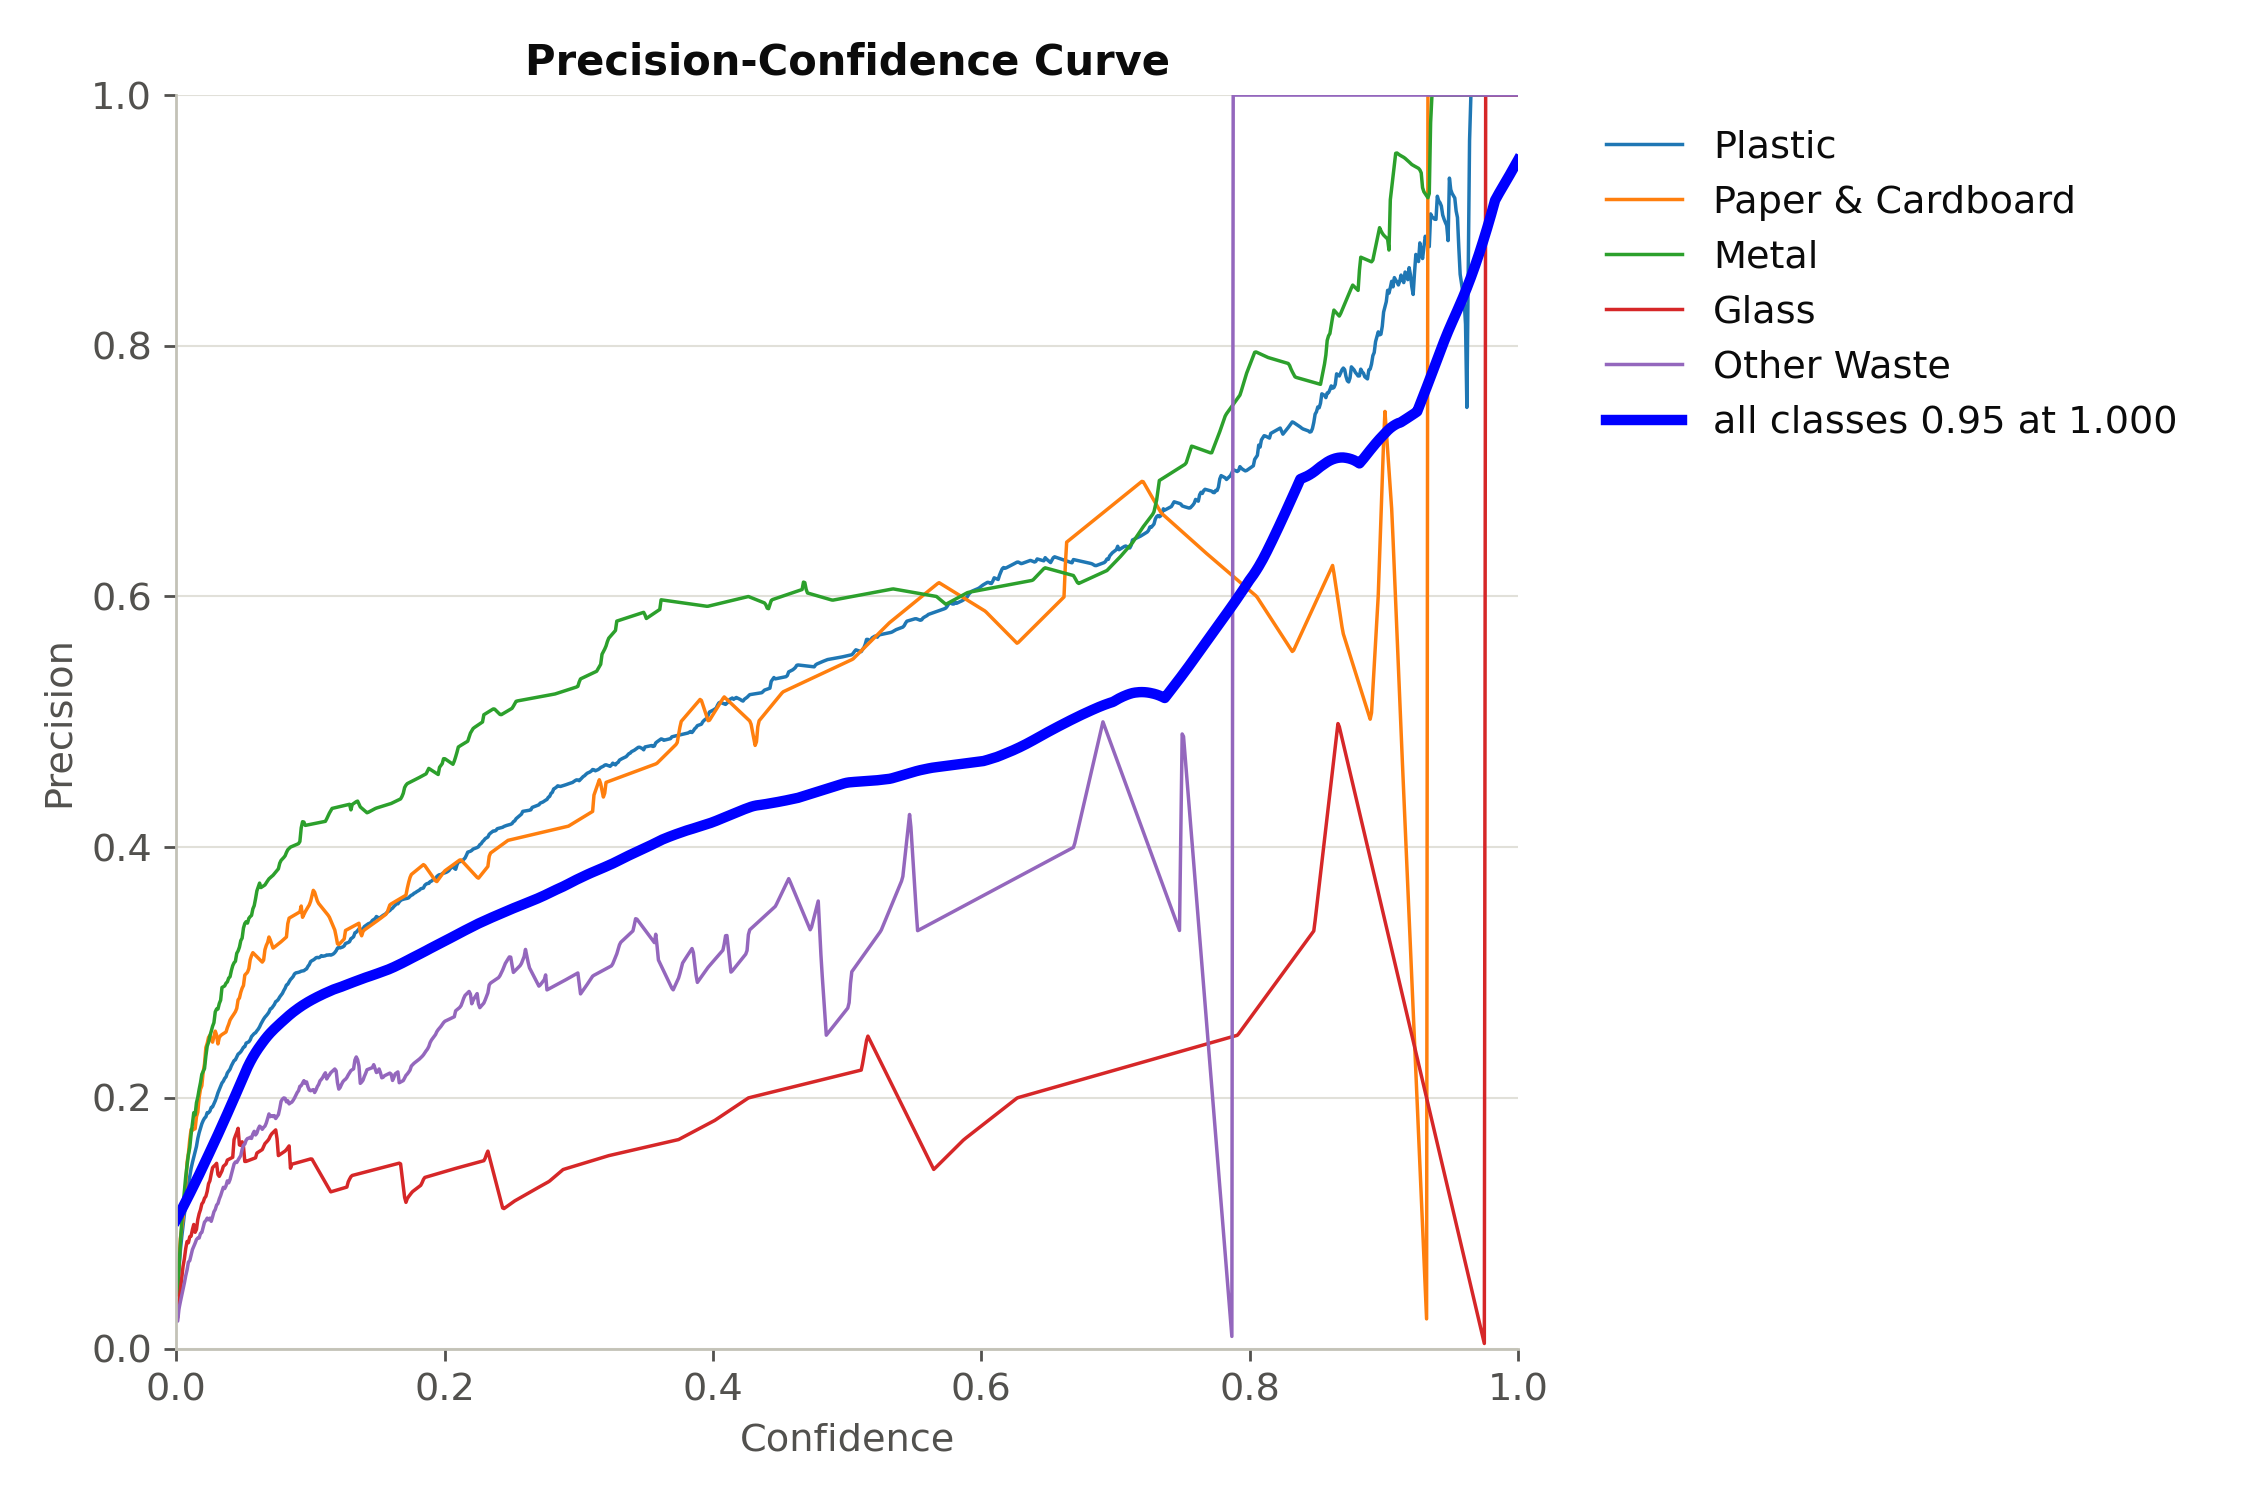 Precision-Confidence Curve
1.0
0.8
0.6
0.4
0.2
0.0
Precision
0.0 0.2 0.4 0.6 0.8 1.0
Confidence
Plastic
Paper & Cardboard
Metal
Glass
Other Waste
all classes 0.95 at 1.000